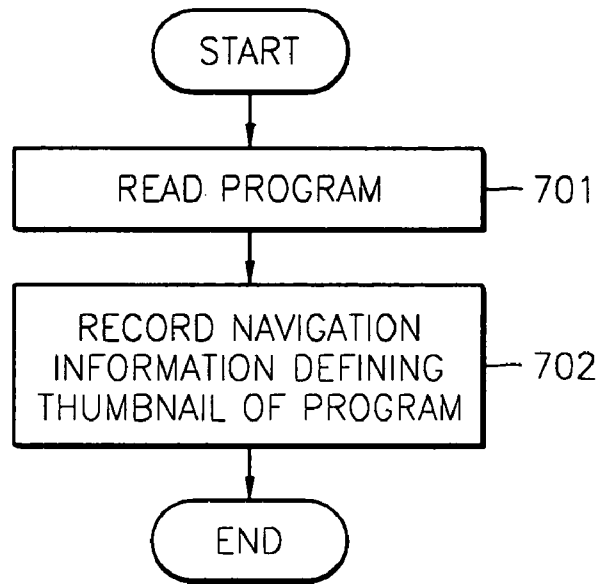 START
READ PROGRAM
701
RECORD NAVIGATION
INFORMATION DEFINING
THUMBNAIL OF PROGRAM
702
END